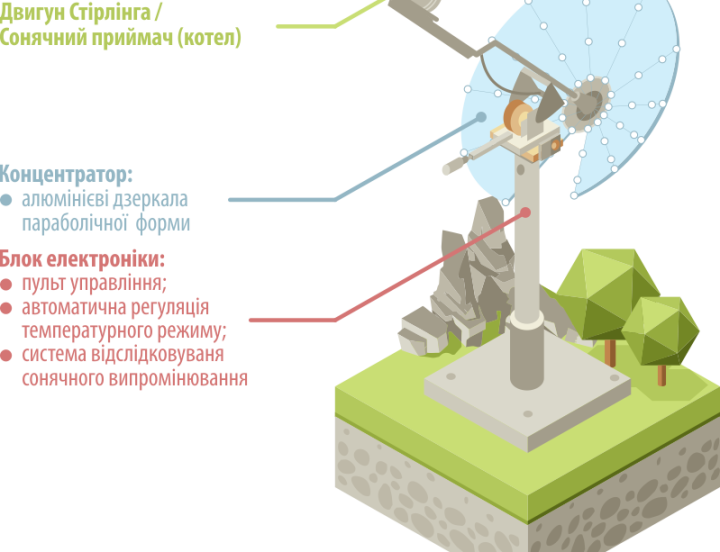 Двигун Стірлінга /
Сонячний приймач (котел)
Концентратор:
● алюмінієві дзеркала
параболічної форми
Блок електроніки:
● пульт управління;
● автоматична регуляція
температурного режиму;
● система відслідковуваня
сонячного випромінювання